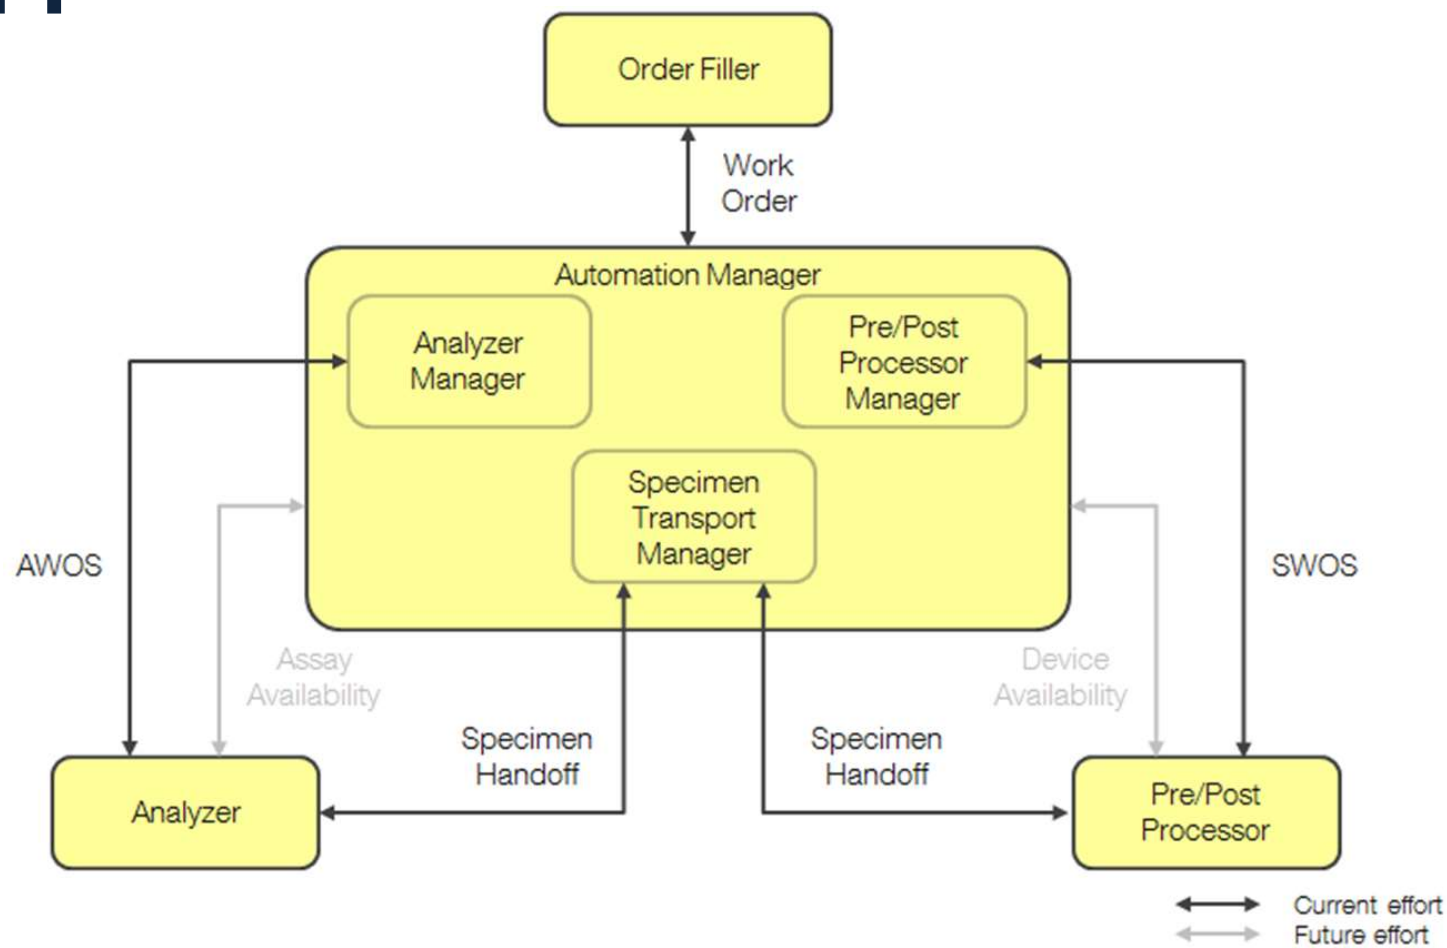 Order Filler
Work
Order
Automation Manager
Analyzer
Manager
Pre/Post
Processor
Manager
Specimen
Transport
Manager
AWOS
SWOS
Assay
Availability
Device
Availability
Specimen
Handoff
Specimen
Handoff
Analyzer
Pre/Post
Processor
Current effort
Future effort